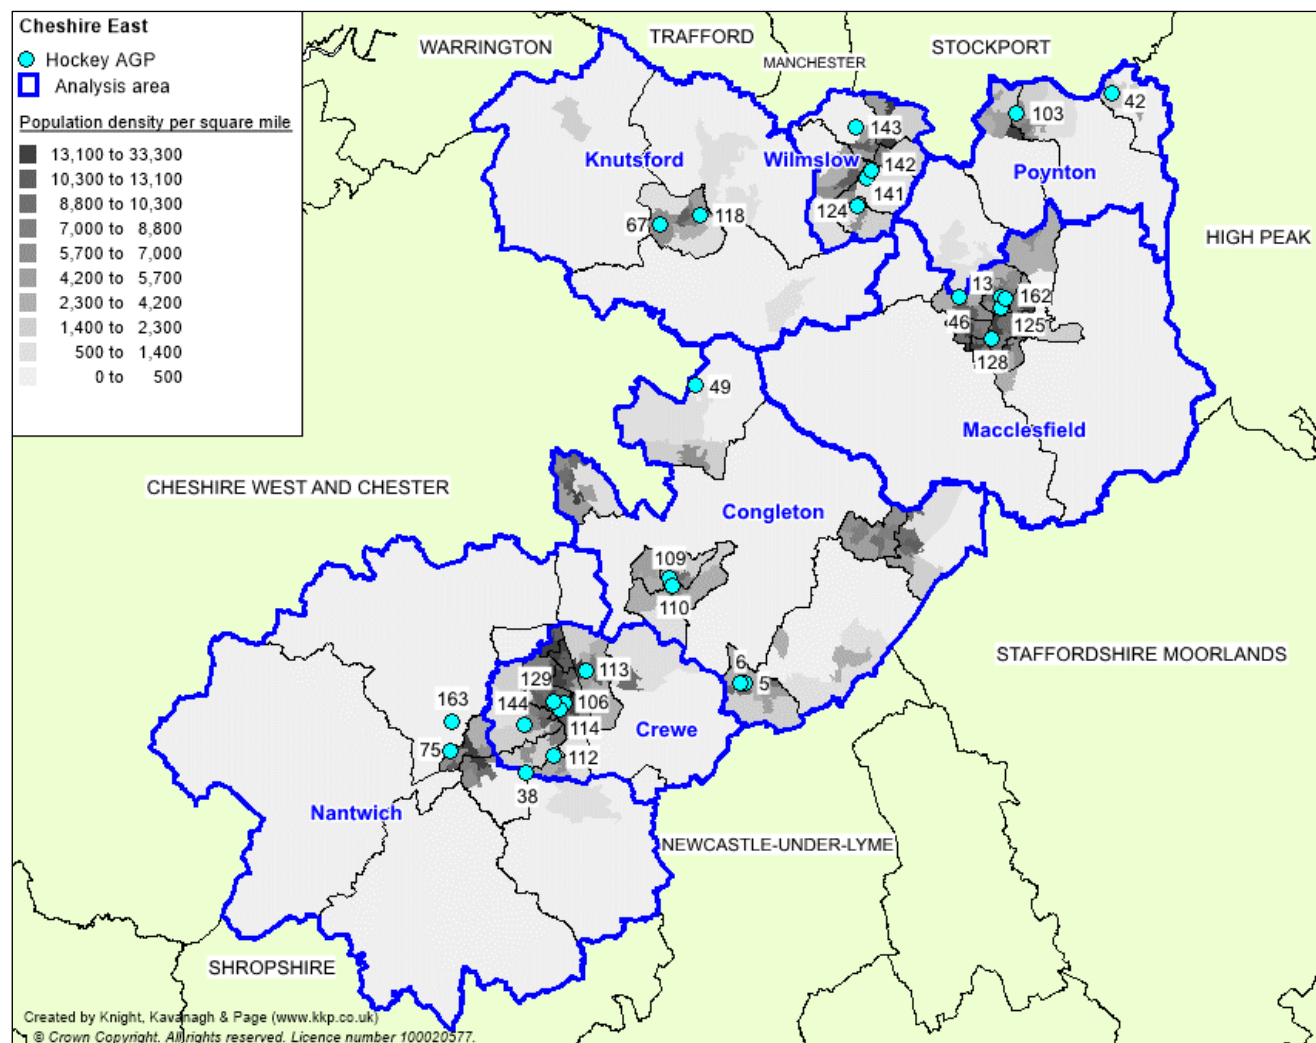 Cheshire East
Hockey AGP
Analysis area
Population density per square mile
13,100 to 33,300
10,300 to 13,100
8,800 to 10,300
7,000 to 8,800
5,700 to 7,000
4,200 to 5,700
2,300 to 4,200
1,400 to 2,300
500 to 1,400
0 to 500
WARRINGTON
TRAFFORD
MANCHESTER
STOCKPORT
42
103
143
Knutsford
Wilmslow
142
Poynton
141
124
118
67
HIGH PEAK
13
162
46
125
128
49
Macclesfield
CHESHIRE WEST AND CHESTER
Congleton
109
110
STAFFORDSHIRE MOORLANDS
6
5
113
129
106
144
163
114
Crewe
75
112
38
Nantwich
NEWCASTLE-UNDER-LYME
SHROPSHIRE
Created by Knight, Kavanagh & Page (www.kkp.co.uk)
© Crown Copyright. All rights reserved. Licence number 100020577.